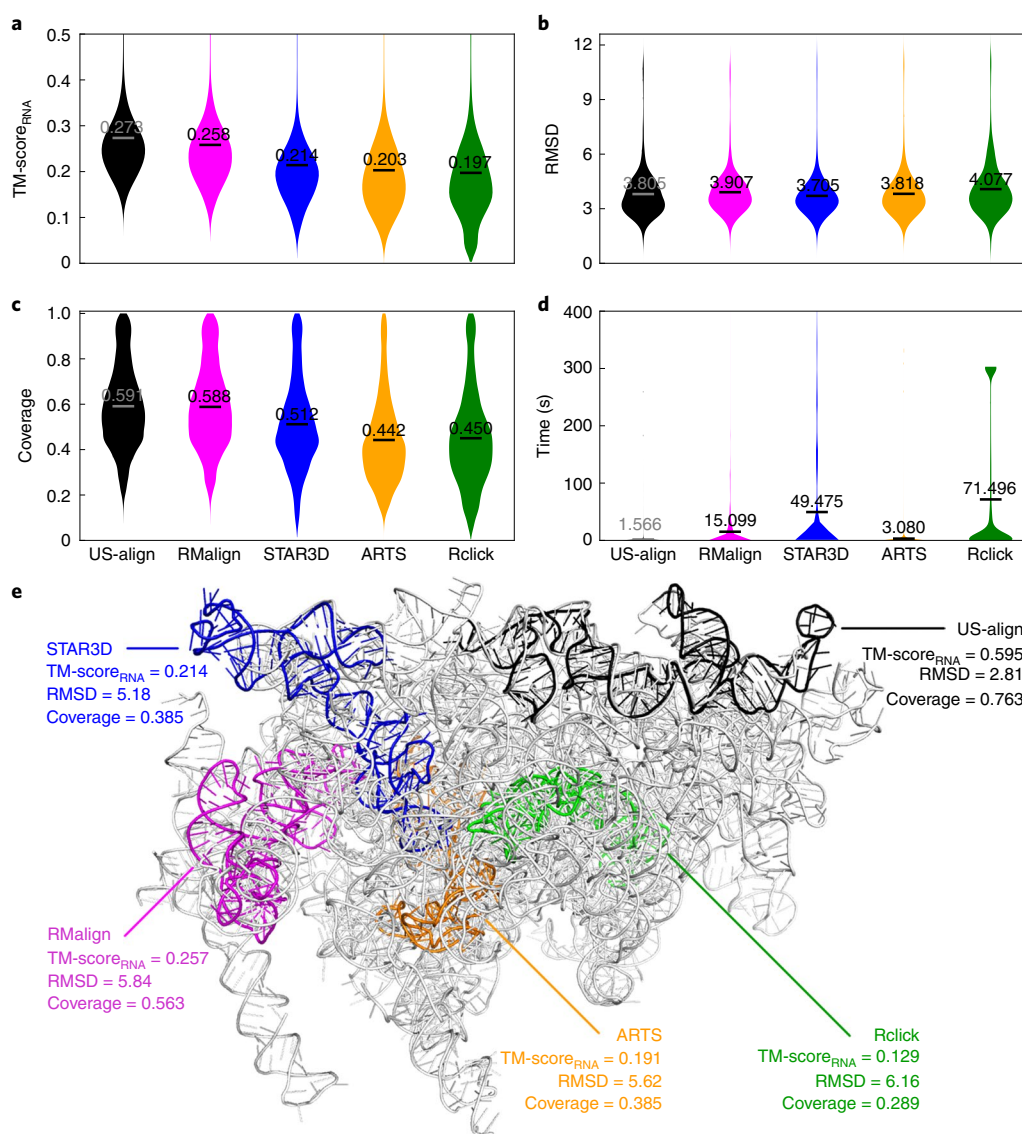 a
TM-scoreRNA
0.5
0.4
0.3
0.2
0.1
0
0.273
0.258
0.214
0.203
0.197
b
RMSD
12
9
6
3
0
3.805
3.907
3.705
3.818
4.077
c
Coverage
1.0
0.8
0.6
0.4
0.2
0
0.591
0.588
0.512
0.442
0.450
US-align RMalign STAR3D ARTS Rclick
d
Time (s)
400
300
200
100
0
1.566
15.099
49.475
3.080
71.496
US-align RMalign STAR3D ARTS Rclick
e
STAR3D
TM-scoreRNA = 0.214
RMSD = 5.18
Coverage = 0.385
US-align
TM-scoreRNA = 0.595
RMSD = 2.81
Coverage = 0.763
RMalign
TM-scoreRNA = 0.257
RMSD = 5.84
Coverage = 0.563
ARTS
TM-scoreRNA = 0.191
RMSD = 5.62
Coverage = 0.385
Rclick
TM-scoreRNA = 0.129
RMSD = 6.16
Coverage = 0.289